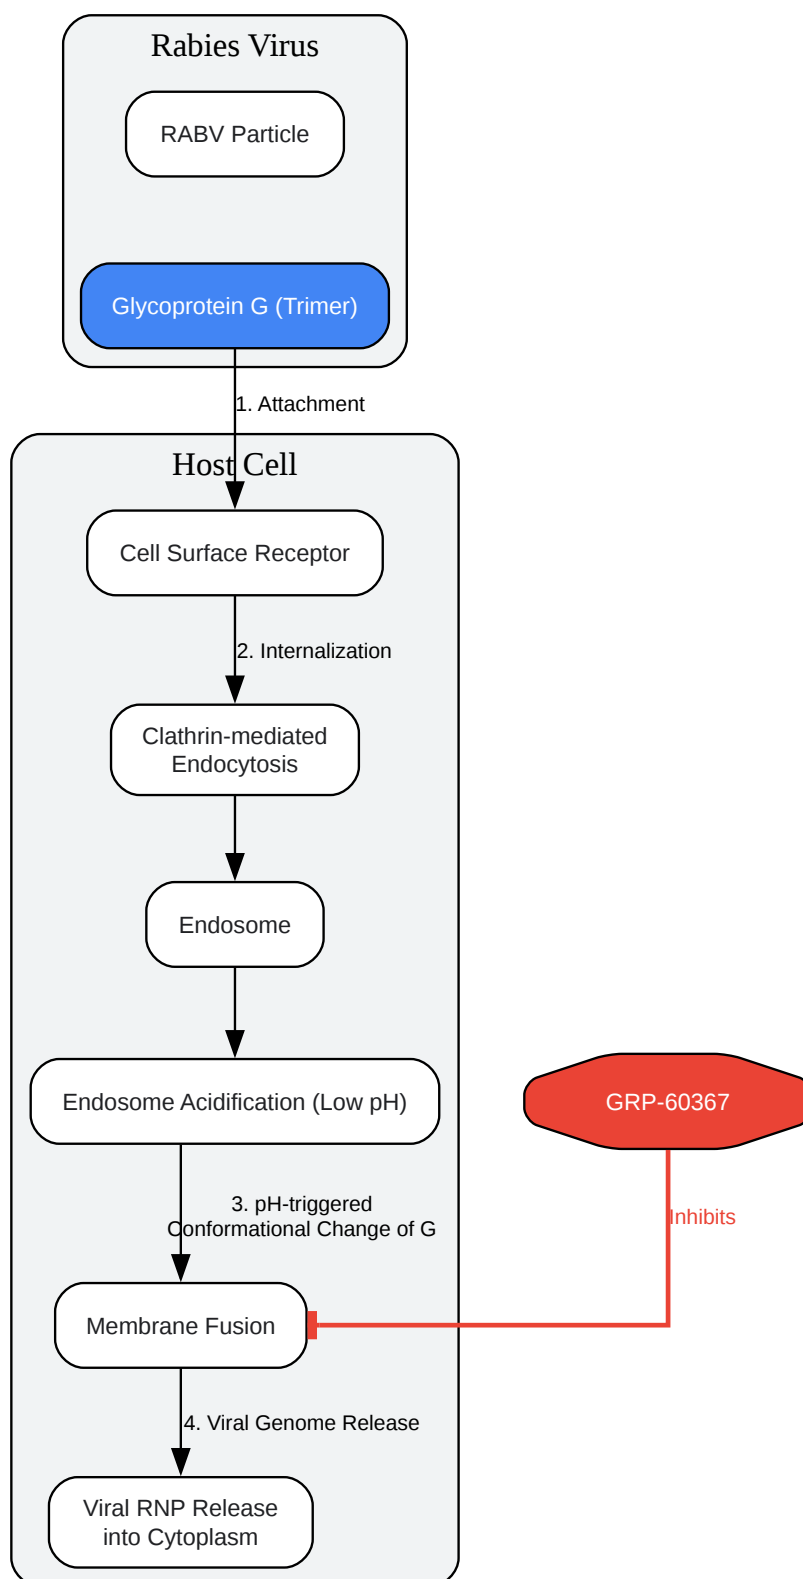 Rabies Virus
RABV Particle
Glycoprotein G (Trimer)
1. Attachment
Host Cell
Cell Surface Receptor
2. Internalization
Clathrin-mediated
Endocytosis
Endosome
Endosome Acidification (Low pH)
GRP-60367
3. pH-triggered
Conformational Change of G
Inhibits
Membrane Fusion
4. Viral Genome Release
Viral RNP Release
into Cytoplasm